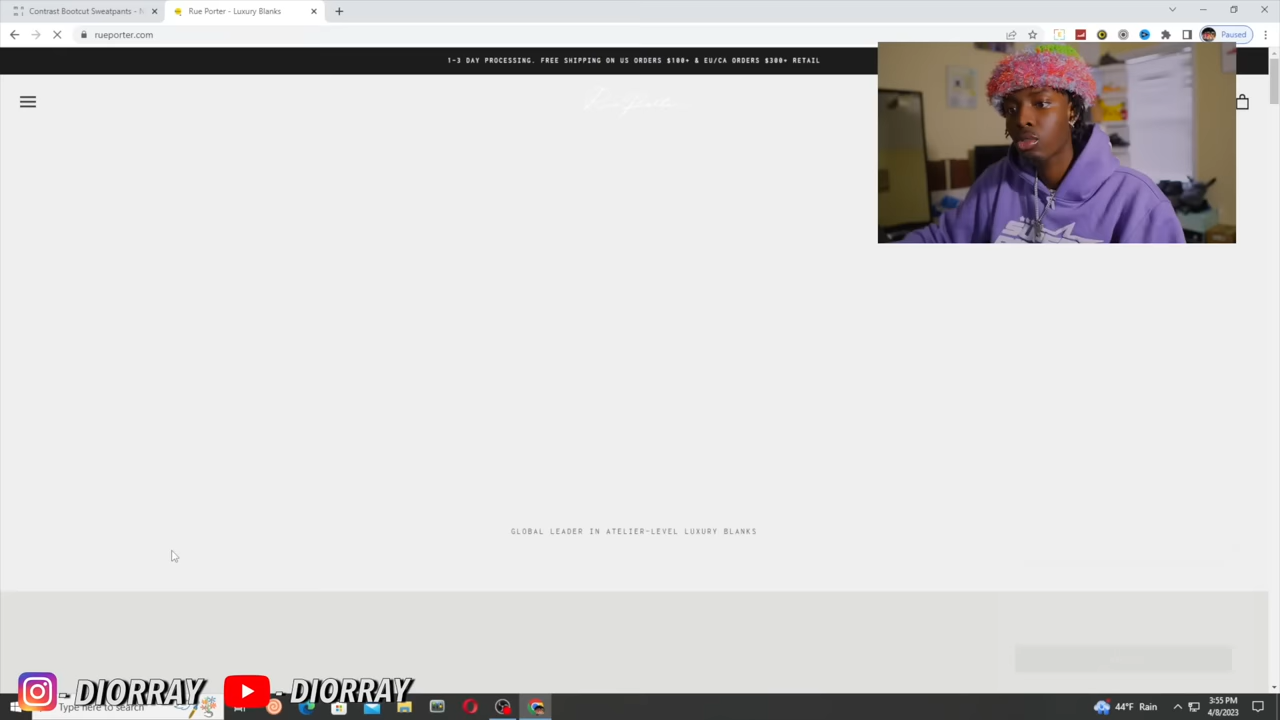 Contrast Bootcut Sweatpants - N
Rue Porter - Luxury Blanks
rueporter.com
Paused
1-3 DAY PROCESSING. FREE SHIPPING ON US ORDERS $100+ & EU/CA ORDERS $300+ RETAIL
Rue Porter
GLOBAL LEADER IN ATELIER-LEVEL LUXURY BLANKS
- DIORRAY
- DIORRAY
Type here to search
44°F Rain
3:55 PM
4/8/2023